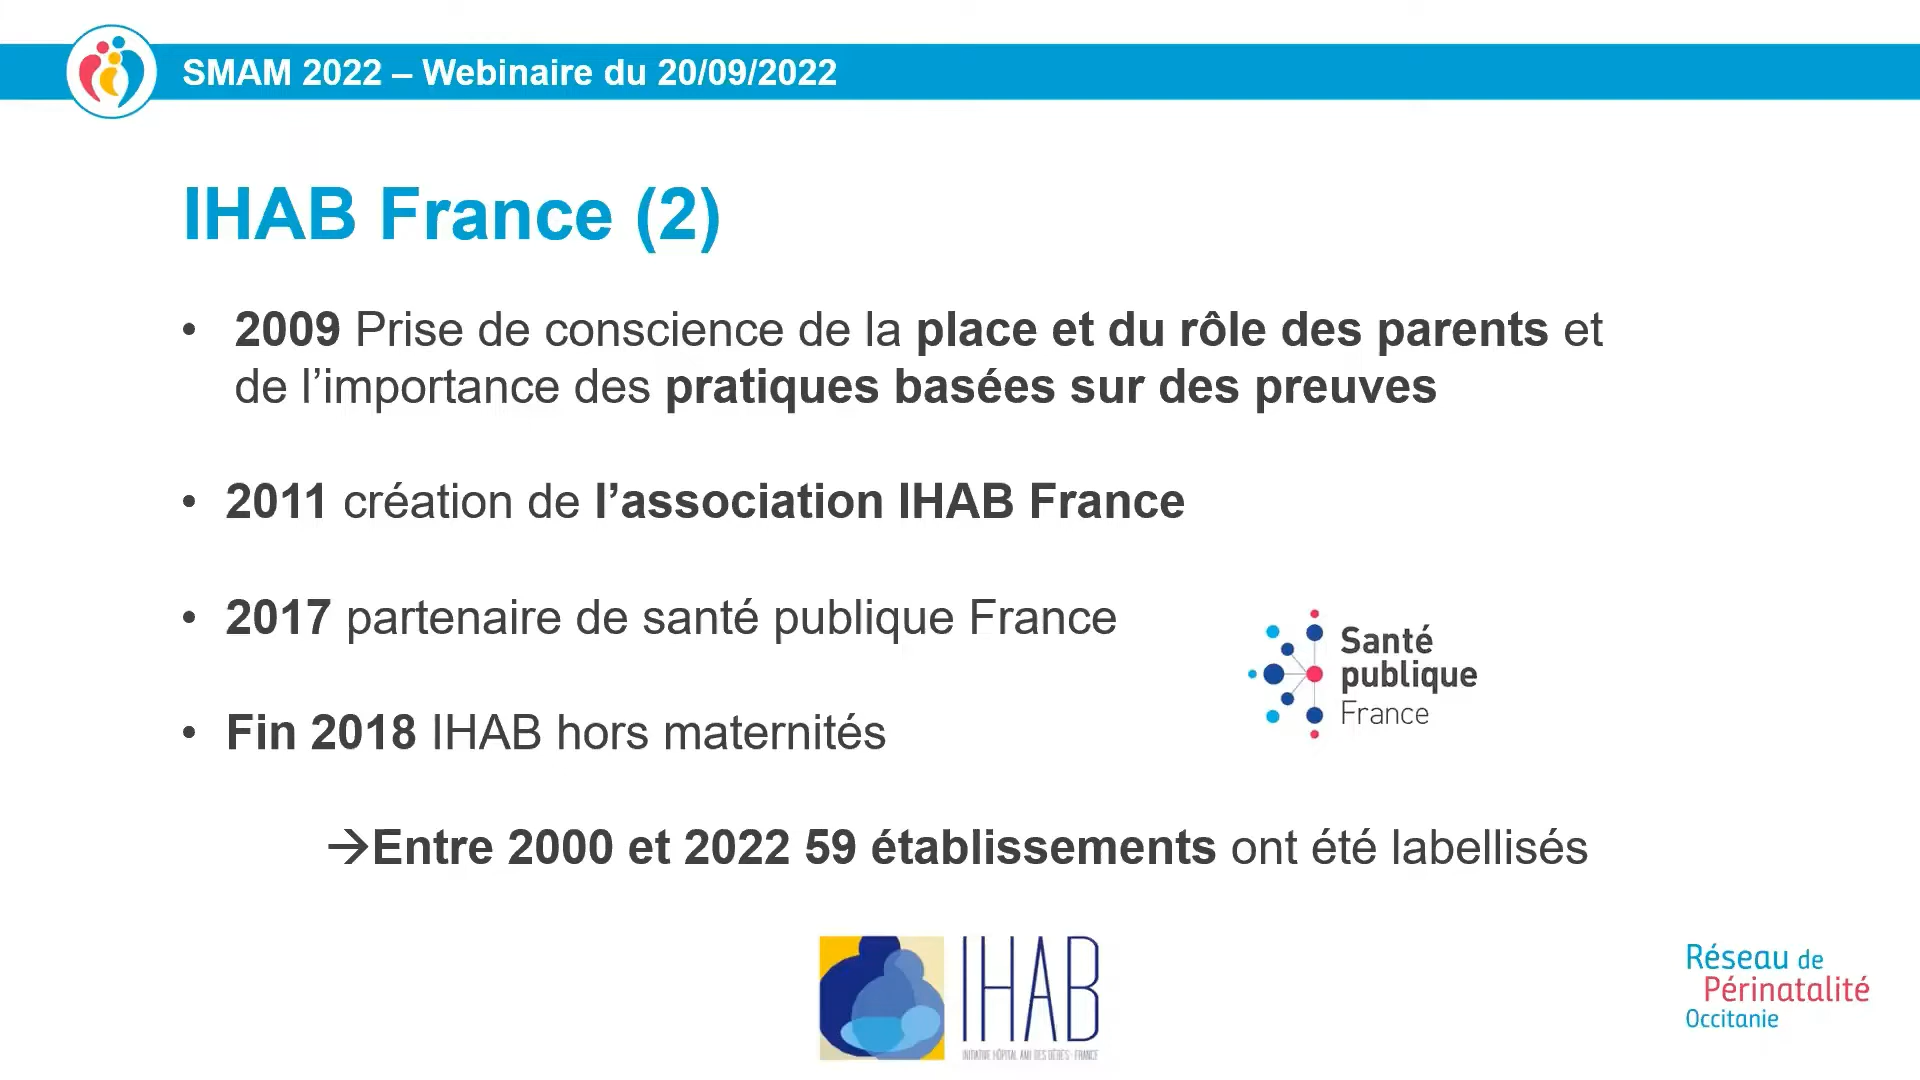 SMAM 2022 – Webinaire du 20/09/2022
IHAB France (2)
• 2009 Prise de conscience de la place et du rôle des parents et
de l’importance des pratiques basées sur des preuves
• 2011 création de l’association IHAB France
• 2017 partenaire de santé publique France
Santé
publique
France
• Fin 2018 IHAB hors maternités
→Entre 2000 et 2022 59 établissements ont été labellisés
IHAB
INITIATIVE HÔPITAL AMI DES BÉBÉS - FRANCE
Réseau de
Périnatalité
Occitanie